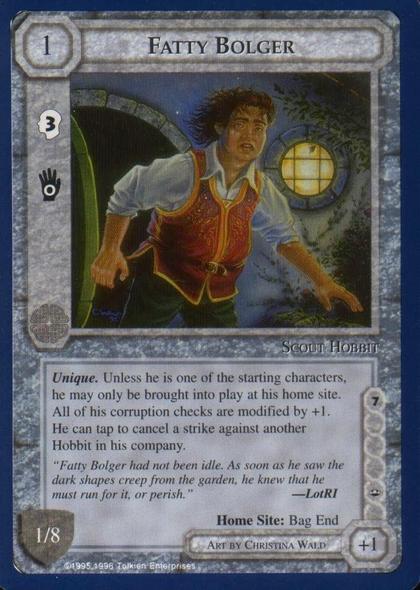 1
FATTY BOLGER
3
0
SCOUT HOBBIT
Unique. Unless he is one of the starting characters,
he may only be brought into play at his home site.
All of his corruption checks are modified by +1.
He can tap to cancel a strike against another
Hobbit in his company.
7
“Fatty Bolger had not been idle. As soon as he saw the
dark shapes creep from the garden, he knew that he
must run for it, or perish.” —LotRI
Home Site: Bag End
1/8
ART BY CHRISTINA WALD
+1
©1995,1996 Tolkien Enterprises